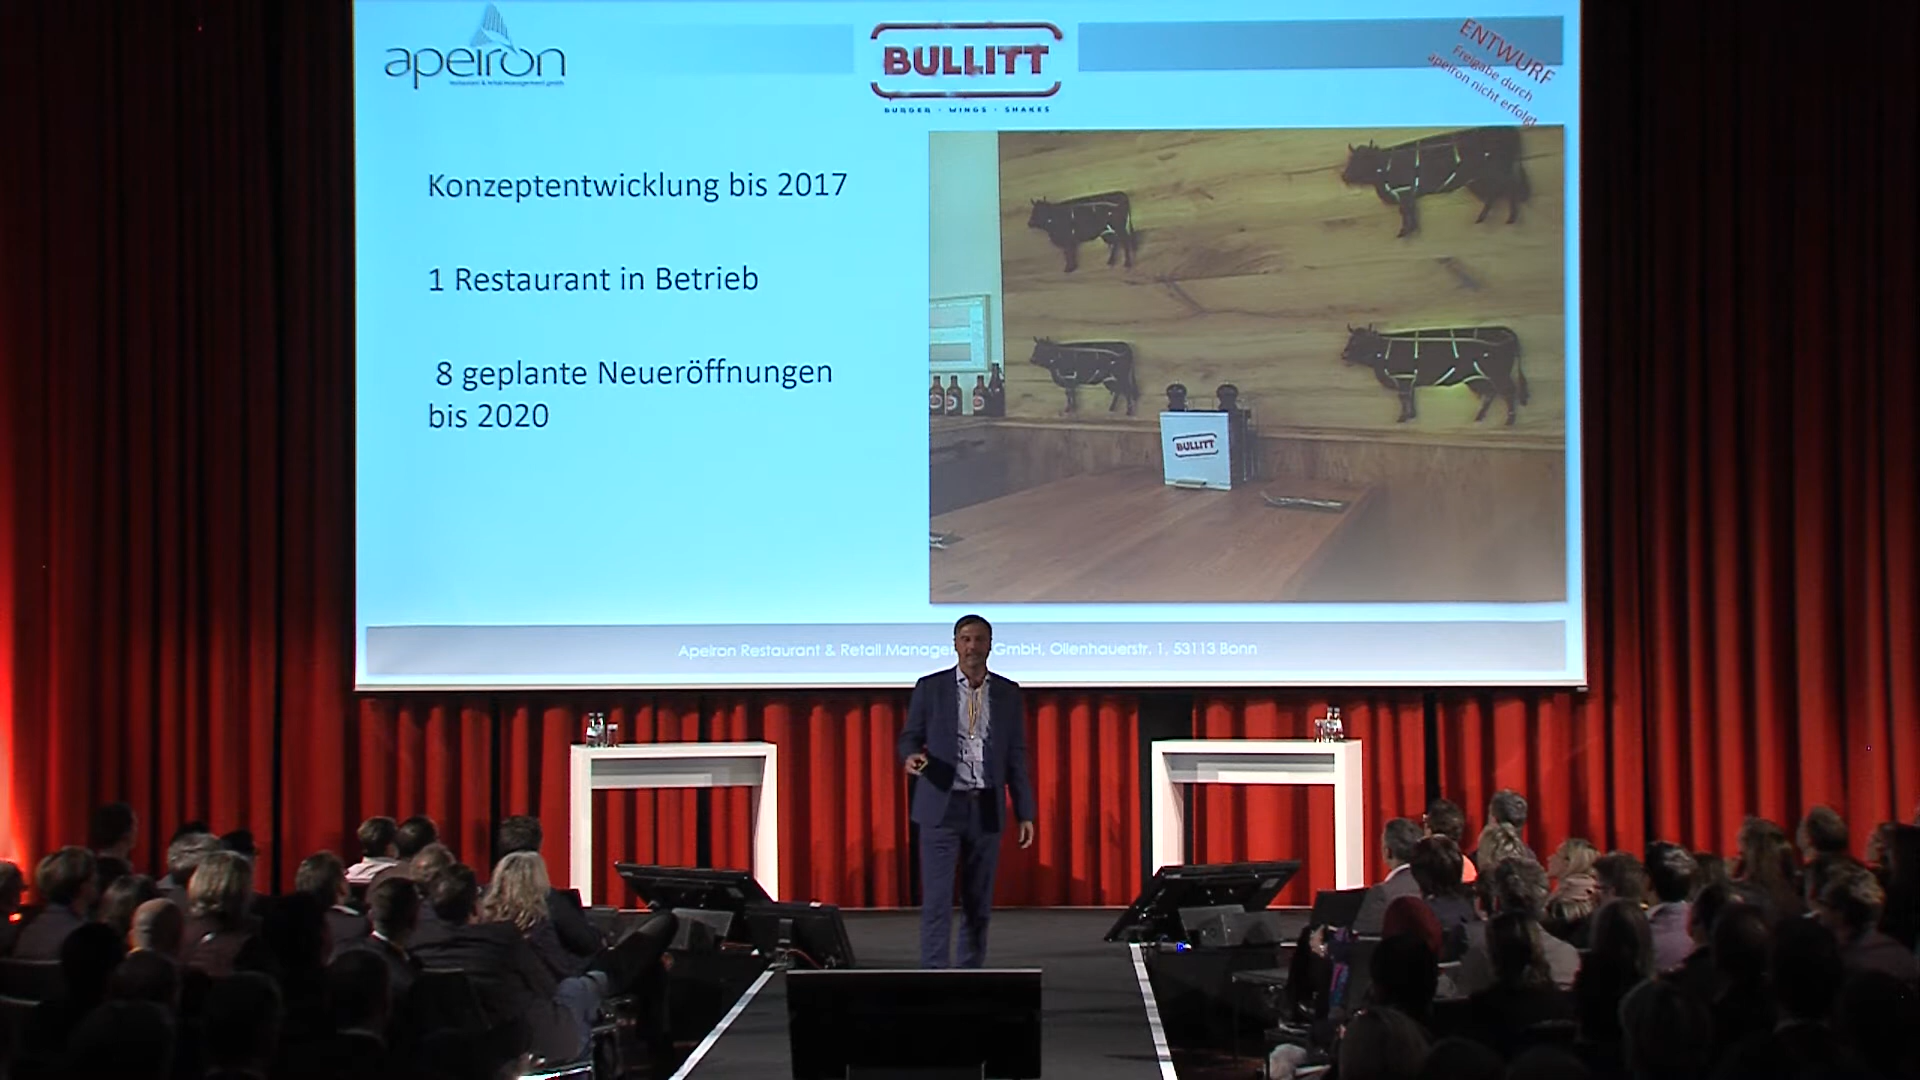 apeiron
BULLITT
BURGER · WINGS · SHAKES
ENTWURF
Freigabe durch
apeiron nicht erfolgt
Konzeptentwicklung bis 2017
1 Restaurant in Betrieb
8 geplante Neueröffnungen
bis 2020
BULLITT
Apeiron Restaurant & Retail Manage GmbH, Ollenhauerstr. 1, 53113 Bonn